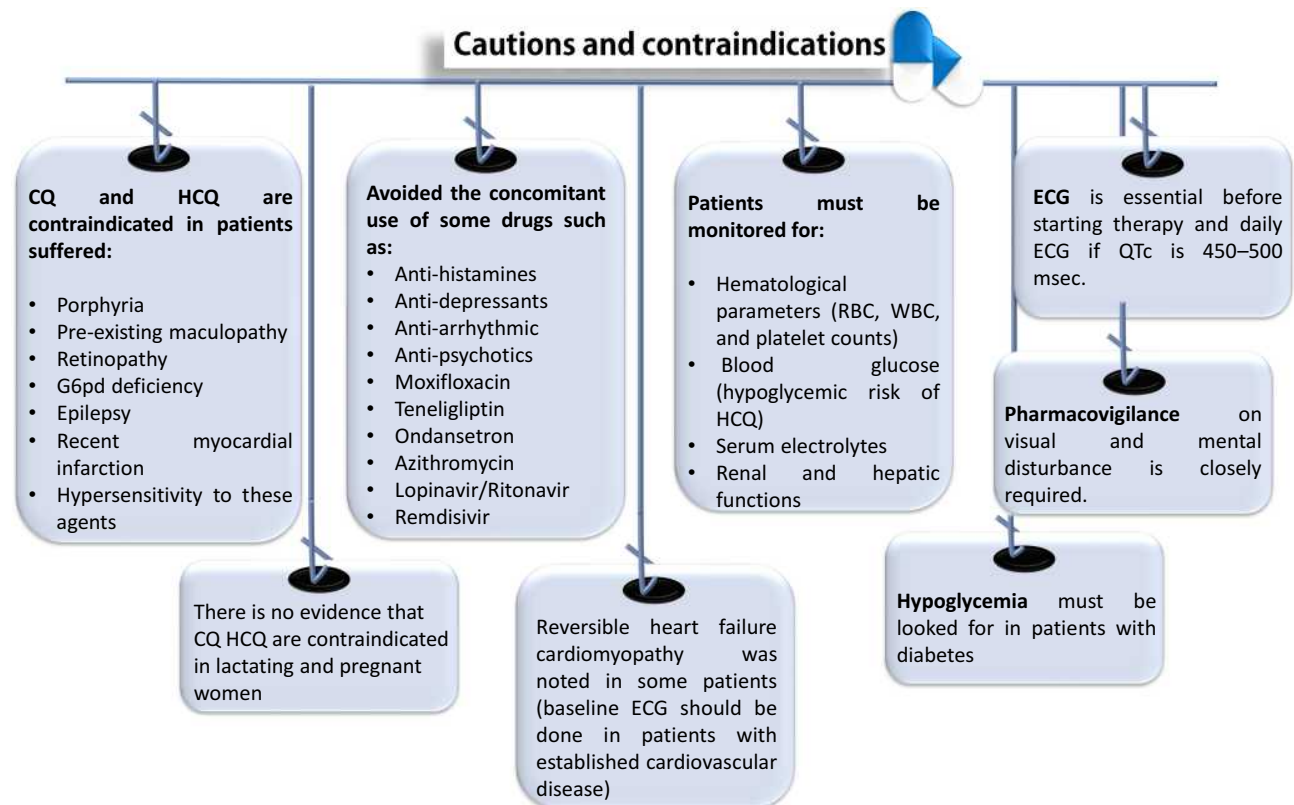 Cautions and contraindications
CQ and HCQ are
contraindicated in patients
suffered:
• Porphyria
• Pre-existing maculopathy
• Retinopathy
• G6pd deficiency
• Epilepsy
• Recent myocardial
infarction
• Hypersensitivity to these
agents
There is no evidence that
CQ HCQ are contraindicated
in lactating and pregnant
women
Avoided the concomitant
use of some drugs such
as:
• Anti-histamines
• Anti-depressants
• Anti-arrhythmic
• Anti-psychotics
• Moxifloxacin
• Teneligliptin
• Ondansetron
• Azithromycin
• Lopinavir/Ritonavir
• Remdisivir
Reversible heart failure
cardiomyopathy was
noted in some patients
(baseline ECG should be
done in patients with
established cardiovascular
disease)
Patients must be
monitored for:
• Hematological
parameters (RBC, WBC,
and platelet counts)
• Blood glucose
(hypoglycemic risk of
HCQ)
• Serum electrolytes
• Renal and hepatic
functions
ECG is essential before
starting therapy and daily
ECG if QTc is 450–500
msec.
Pharmacovigilance on
visual and mental
disturbance is closely
required.
Hypoglycemia must be
looked for in patients with
diabetes